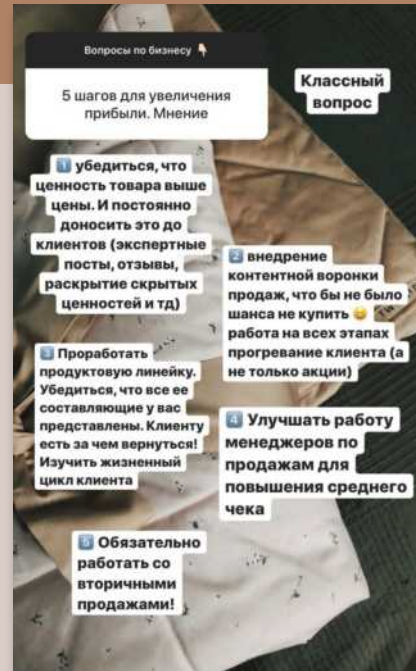 Вопросы по бизнесу 👇🏻
5 шагов для увеличения
прибыли. Мнение
Классный
вопрос
1️⃣ убедиться, что
ценность товара выше
цены. И постоянно
доносить это до
клиентов (экспертные
посты, отзывы,
раскрытие скрытых
ценностей и тд)
2️⃣ внедрение
контентной воронки
продаж, что бы не было
шанса не купить 😄
работа на всех этапах
прогревание клиента (а
не только акции)
3️⃣ Проработать
продуктовую линейку.
Убедиться, что все ее
составляющие у вас
представлены. Клиенту
есть за чем вернуться!
Изучить жизненный
цикл клиента
4️⃣ Улучшать работу
менеджеров по
продажам для
повышения среднего
чека
5️⃣ Обязательно
работать со
вторичными
продажами!